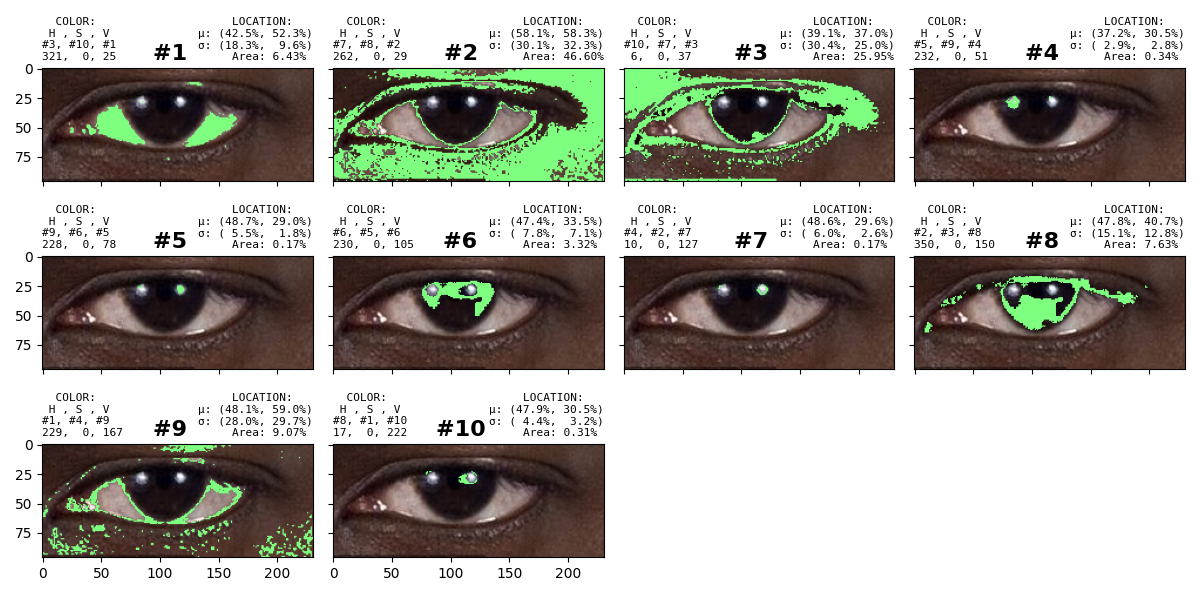 COLOR: LOCATION:
H , S , V μ: (42.5%, 52.3%)
#3, #10, #1 σ: (18.3%, 9.6%)
321, 0, 25 #1 Area: 6.43%
COLOR: LOCATION:
H , S , V μ: (58.1%, 58.3%)
#7, #8, #2 σ: (30.1%, 32.3%)
262, 0, 29 #2 Area: 46.60%
COLOR: LOCATION:
H , S , V μ: (39.1%, 37.0%)
#10, #7, #3 σ: (30.4%, 25.0%)
6, 0, 37 #3 Area: 25.95%
COLOR: LOCATION:
H , S , V μ: (37.2%, 30.5%)
#5, #9, #4 σ: ( 2.9%, 2.8%)
232, 0, 51 #4 Area: 0.34%
0
25
50
75
COLOR: LOCATION:
H , S , V μ: (48.7%, 29.0%)
#9, #6, #5 σ: ( 5.5%, 1.8%)
228, 0, 78 #5 Area: 0.17%
COLOR: LOCATION:
H , S , V μ: (47.4%, 33.5%)
#6, #5, #6 σ: ( 7.8%, 7.1%)
230, 0, 105 #6 Area: 3.32%
COLOR: LOCATION:
H , S , V μ: (48.6%, 29.6%)
#4, #2, #7 σ: ( 6.0%, 2.6%)
10, 0, 127 #7 Area: 0.17%
COLOR: LOCATION:
H , S , V μ: (47.8%, 40.7%)
#2, #3, #8 σ: (15.1%, 12.8%)
350, 0, 150 #8 Area: 7.63%
0
25
50
75
COLOR: LOCATION:
H , S , V μ: (48.1%, 59.0%)
#1, #4, #9 σ: (28.0%, 29.7%)
229, 0, 167 #9 Area: 9.07%
COLOR: LOCATION:
H , S , V μ: (47.9%, 30.5%)
#8, #1, #10 σ: ( 4.4%, 3.2%)
17, 0, 222 #10 Area: 0.31%
0
25
50
75
0 50 100 150 200
0 50 100 150 200